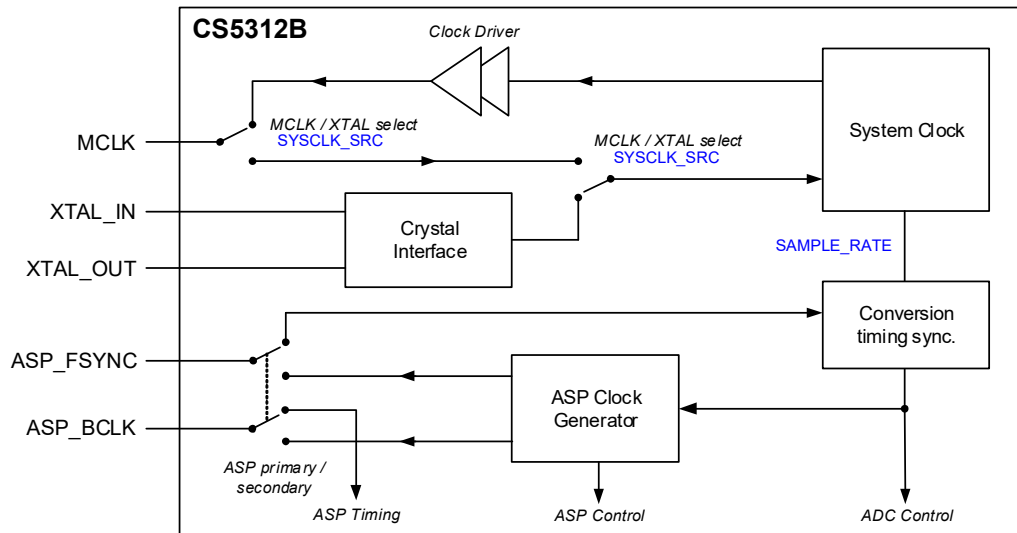 CS5312B
Clock Driver
MCLK
MCLK / XTAL select
SYSCLK_SRC
MCLK / XTAL select
SYSCLK_SRC
System Clock
XTAL_IN
XTAL_OUT
Crystal
Interface
SAMPLE_RATE
Conversion
timing sync.
ASP_FSYNC
ASP_BCLK
ASP Clock
Generator
ASP primary /
secondary
ASP Timing
ASP Control
ADC Control